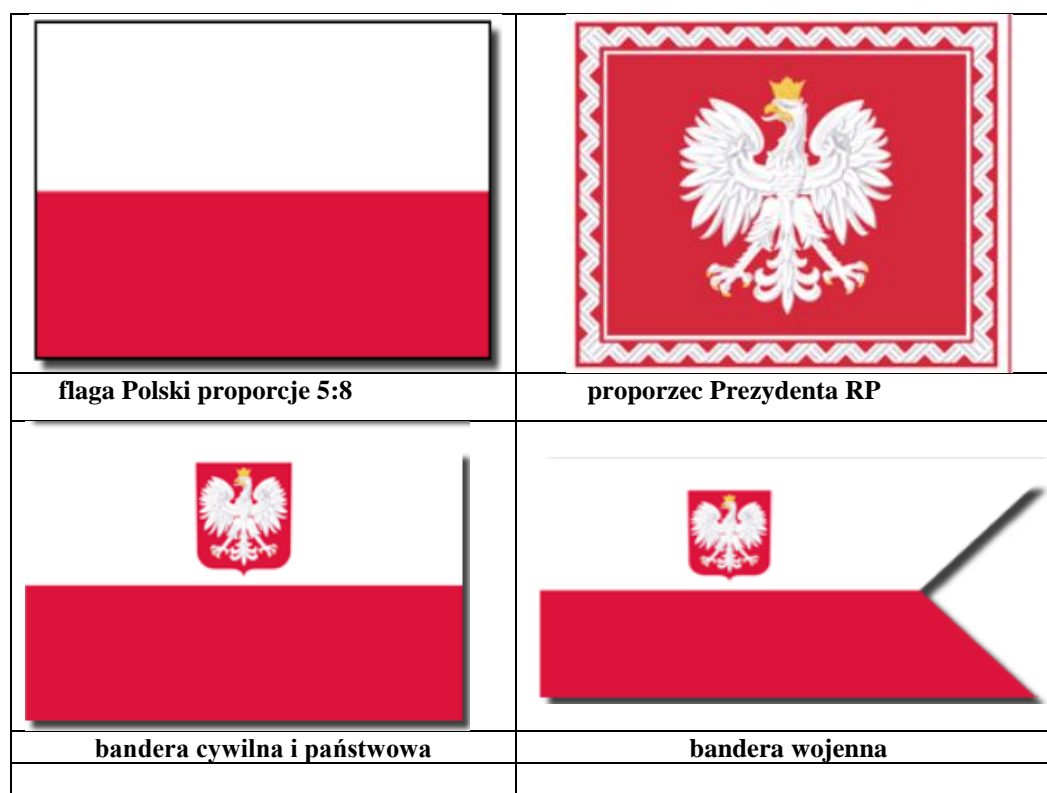 flaga Polski proporcje 5:8
proporzec Prezydenta RP
bandera cywilna i państwowa
bandera wojenna